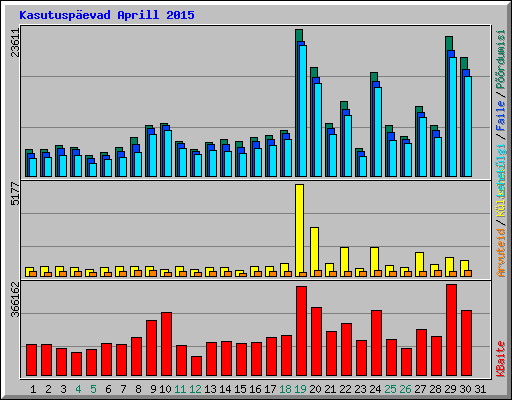 Kasutuspäevad Aprill 2015
23611
5177
366162
Arvuteid / Külilehekülgi / Faile / Pöördumisi
KBaite
1 2 3 4 5 6 7 8 9 10 11 12 13 14 15 16 17 18 19 20 21 22 23 24 25 26 27 28 29 30 31